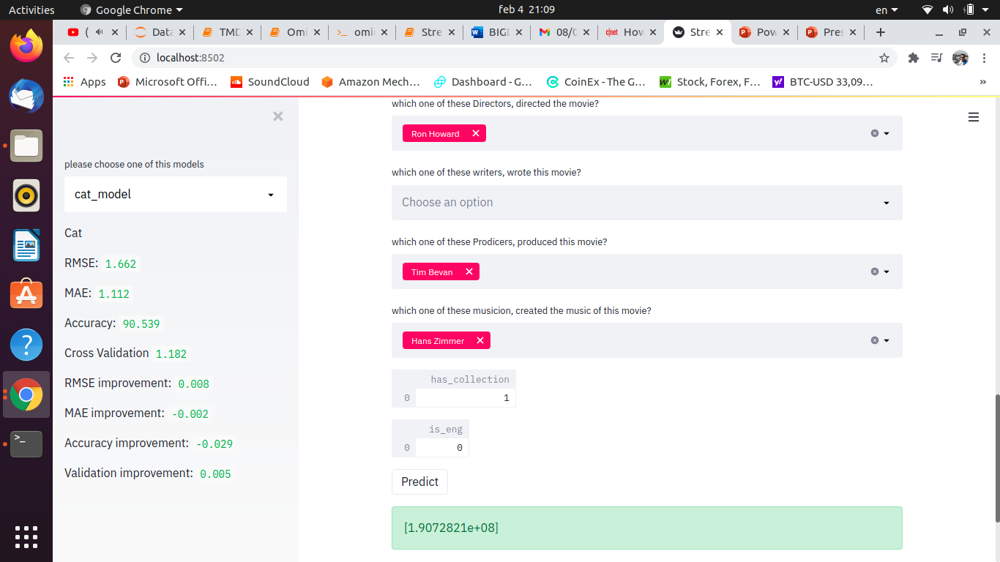 Activities Google Chrome feb 4 21:09 en
( Data TMD Omi omic Stre BIGD 08/0 c|net How Stre Pow Pres
localhost:8502
Apps Microsoft Offi... SoundCloud Amazon Mech... Dashboard - G... CoinEx - The G... Stock, Forex, F... BTC-USD 33,09... »
please choose one of this models
cat_model
Cat
RMSE: 1.662
MAE: 1.112
Accuracy: 90.539
Cross Validation 1.182
RMSE improvement: 0.008
MAE improvement: -0.002
Accuracy improvement: -0.029
Validation improvement: 0.005
which one of these Directors, directed the movie?
Ron Howard
which one of these writers, wrote this movie?
Choose an option
which one of these Prodicers, produced this movie?
Tim Bevan
which one of these musicion, created the music of this movie?
Hans Zimmer
has_collection
0 1
is_eng
0 0
Predict
[1.9072821e+08]